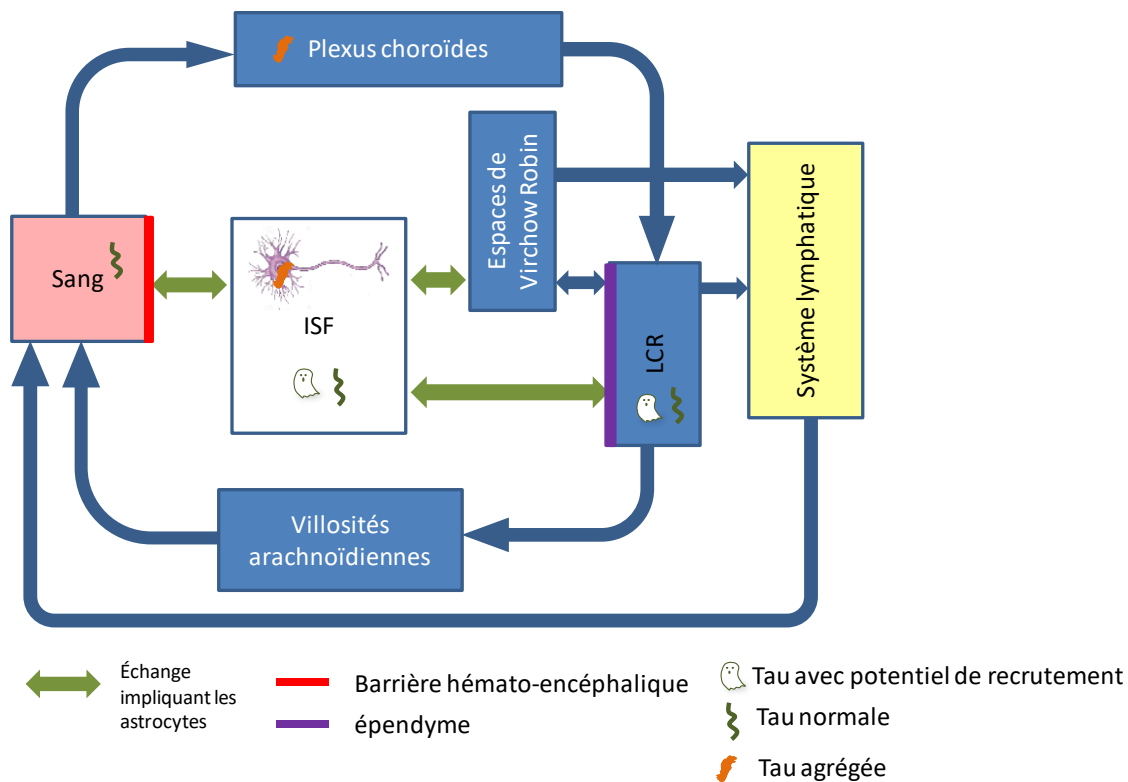 Plexus choroïdes
Espaces de
Virchow Robin
Système lymphatique
Sang
ISF
LCR
Villosités
arachnoïdiennes
Échange
impliquant les
astrocytes
Barrière hémato-encéphalique
épendyme
Tau avec potentiel de recrutement
Tau normale
Tau agrégée